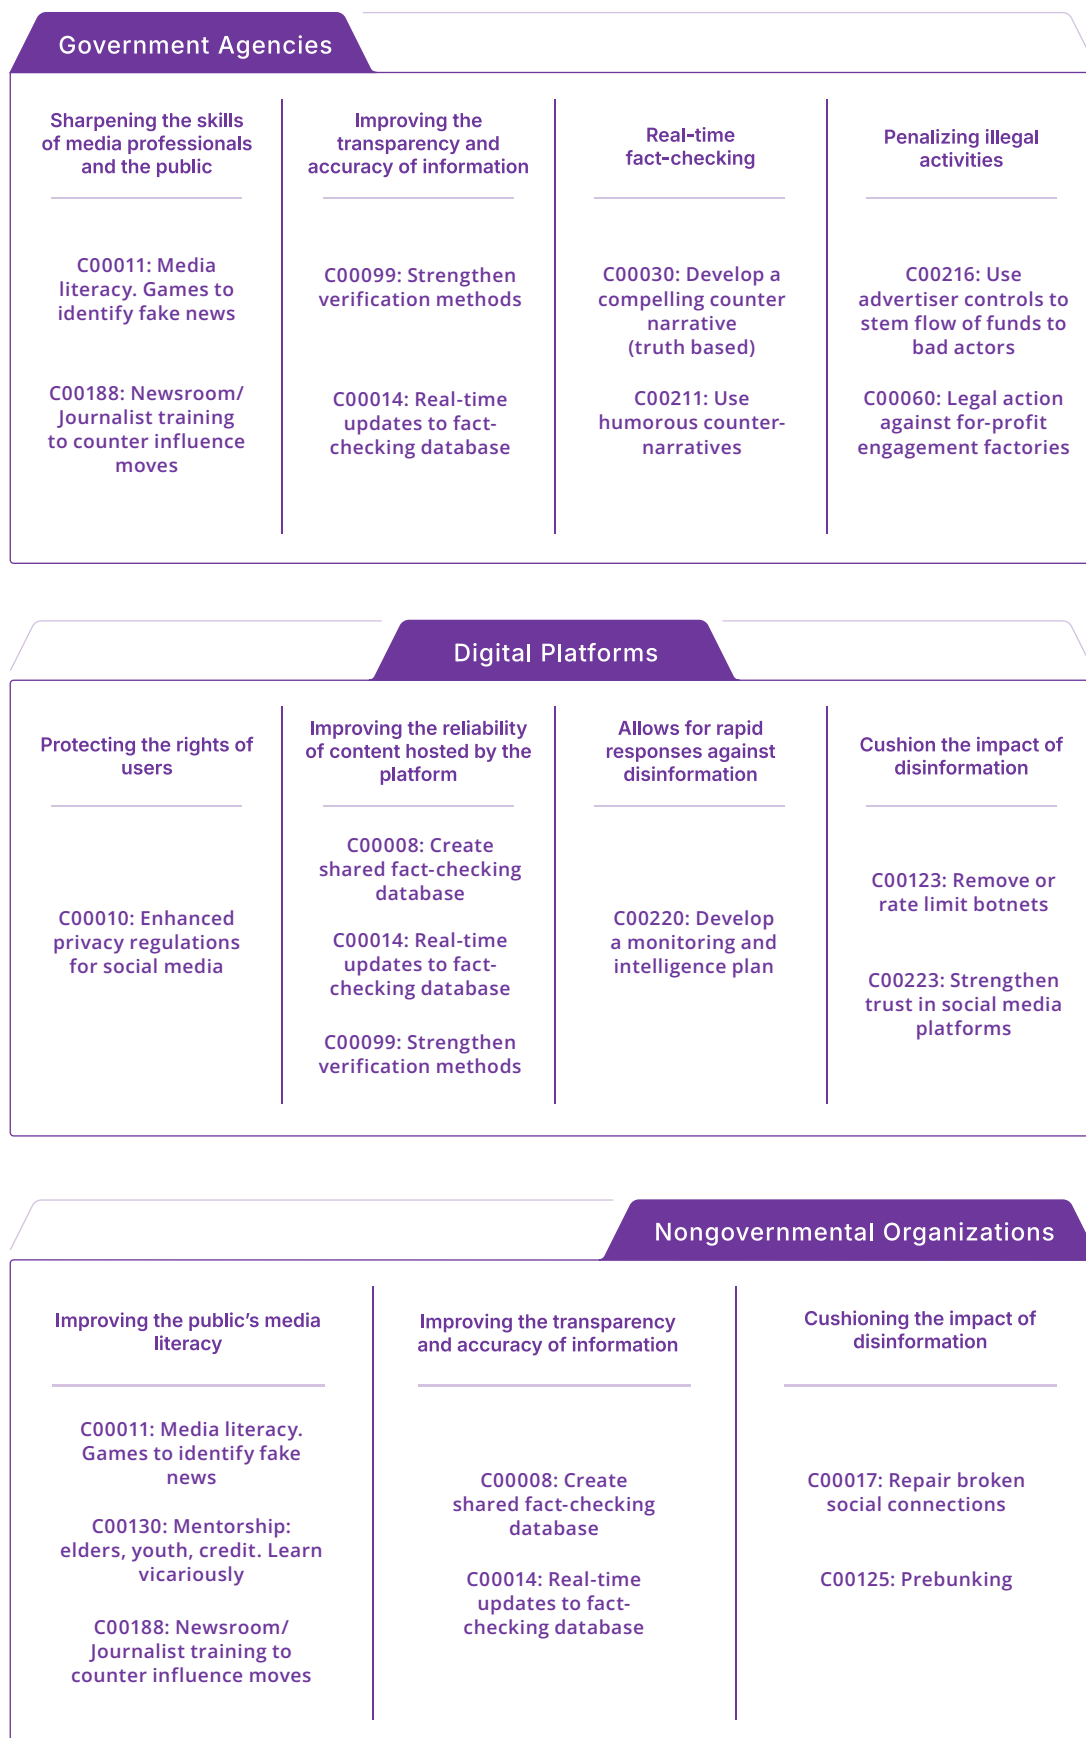 Government Agencies
Sharpening the skills
of media professionals
and the public
C00011: Media
literacy. Games to
identify fake news
C00188: Newsroom/
Journalist training
to counter influence
moves
Improving the
transparency and
accuracy of information
C00099: Strengthen
verification methods
C00014: Real-time
updates to fact-
checking database
Real-time
fact-checking
C00030: Develop a
compelling counter
narrative
(truth based)
C00211: Use
humorous counter-
narratives
Penalizing illegal
activities
C00216: Use
advertiser controls to
stem flow of funds to
bad actors
C00060: Legal action
against for-profit
engagement factories
Digital Platforms
Protecting the rights of
users
C00010: Enhanced
privacy regulations
for social media
Improving the reliability
of content hosted by the
platform
C00008: Create
shared fact-checking
database
C00014: Real-time
updates to fact-
checking database
C00099: Strengthen
verification methods
Allows for rapid
responses against
disinformation
C00220: Develop
a monitoring and
intelligence plan
Cushion the impact of
disinformation
C00123: Remove or
rate limit botnets
C00223: Strengthen
trust in social media
platforms
Nongovernmental Organizations
Improving the public's media
literacy
C00011: Media literacy.
Games to identify fake
news
C00130: Mentorship:
elders, youth, credit. Learn
vicariously
C00188: Newsroom/
Journalist training to
counter influence moves
Improving the transparency
and accuracy of information
C00008: Create
shared fact-checking
database
C00014: Real-time
updates to fact-
checking database
Cushioning the impact of
disinformation
C00017: Repair broken
social connections
C00125: Prebunking